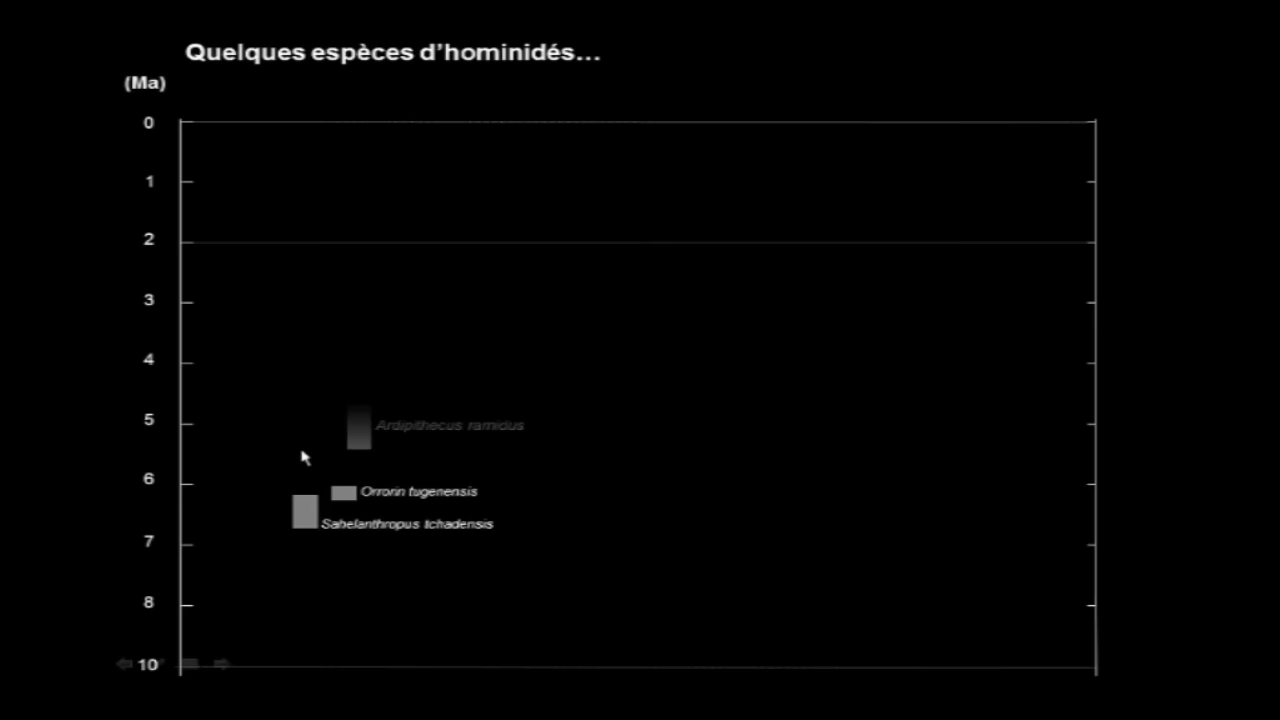 Quelques espèces d'hominidés...
(Ma)
0
1
2
3
4
5
Ardipithecus ramidus
6
Orrorin tugenensis
Sahelanthropus tchadensis
7
8
10